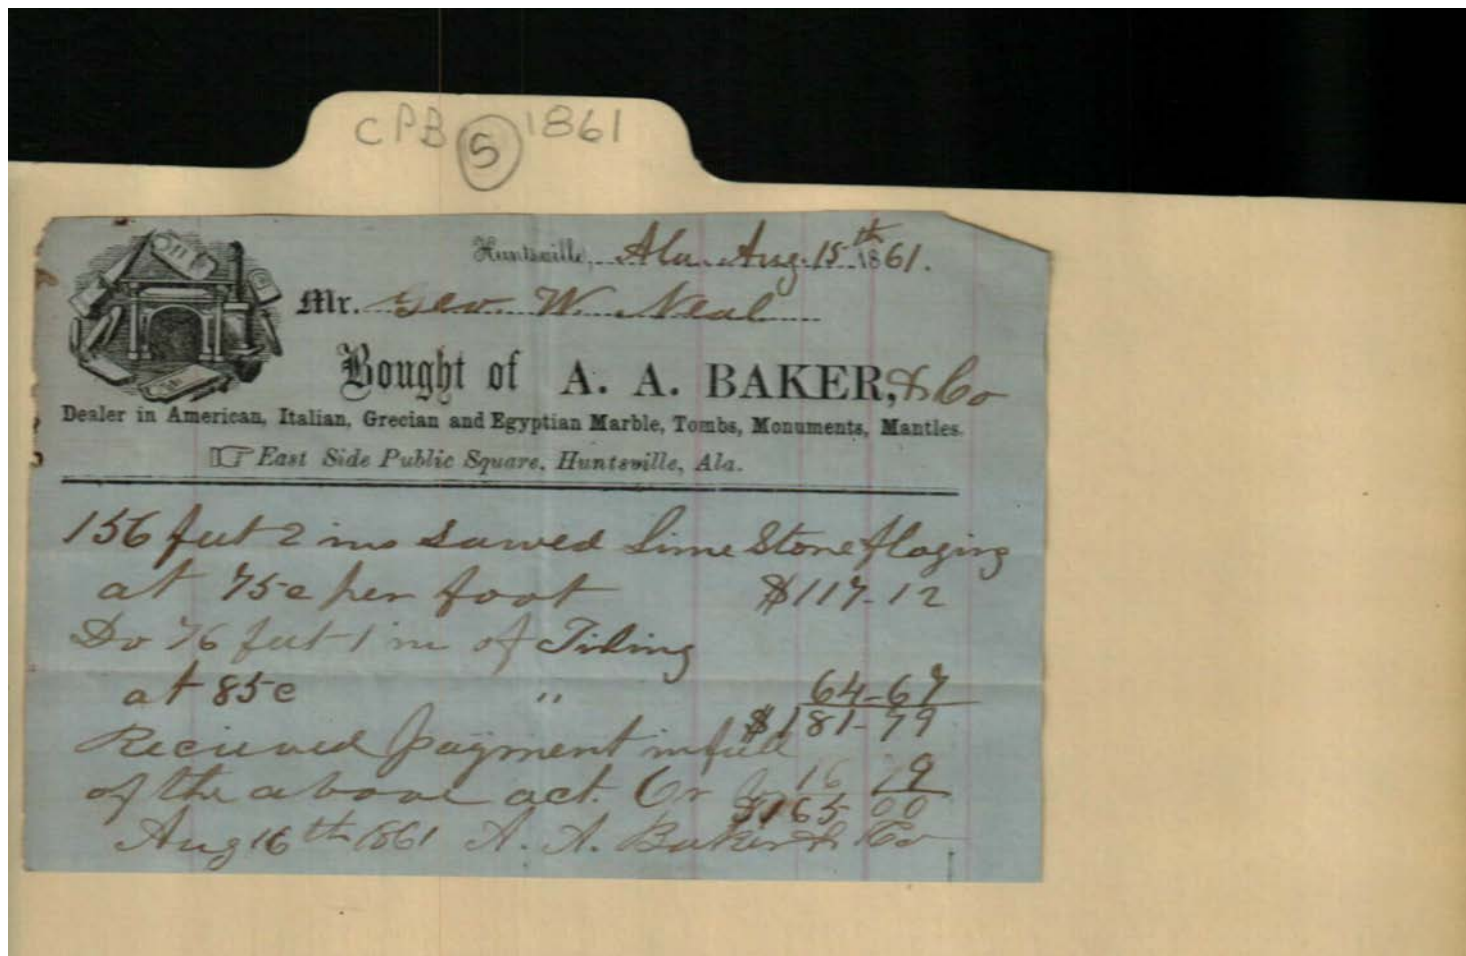 CPB 5 1861
Huntsville, Ala. Aug. 15th 1861.
Mr. Geo. W. Neal
Bought of A. A. BAKER, & Co
Dealer in American, Italian, Grecian and Egyptian Marble, Tombs, Monuments, Mantles.
East Side Public Square, Huntsville, Ala.
156 feet 2 ins Sawed Lime Stone flaging
at 75c per foot $117-12
Do 76 feet 1 in of Tiling
at 85c " 64-67
$181-79
Recieved payment in full
of the above act. Cr by 16 79
$165 00
Aug 16th 1861 A. A. Baker & Co